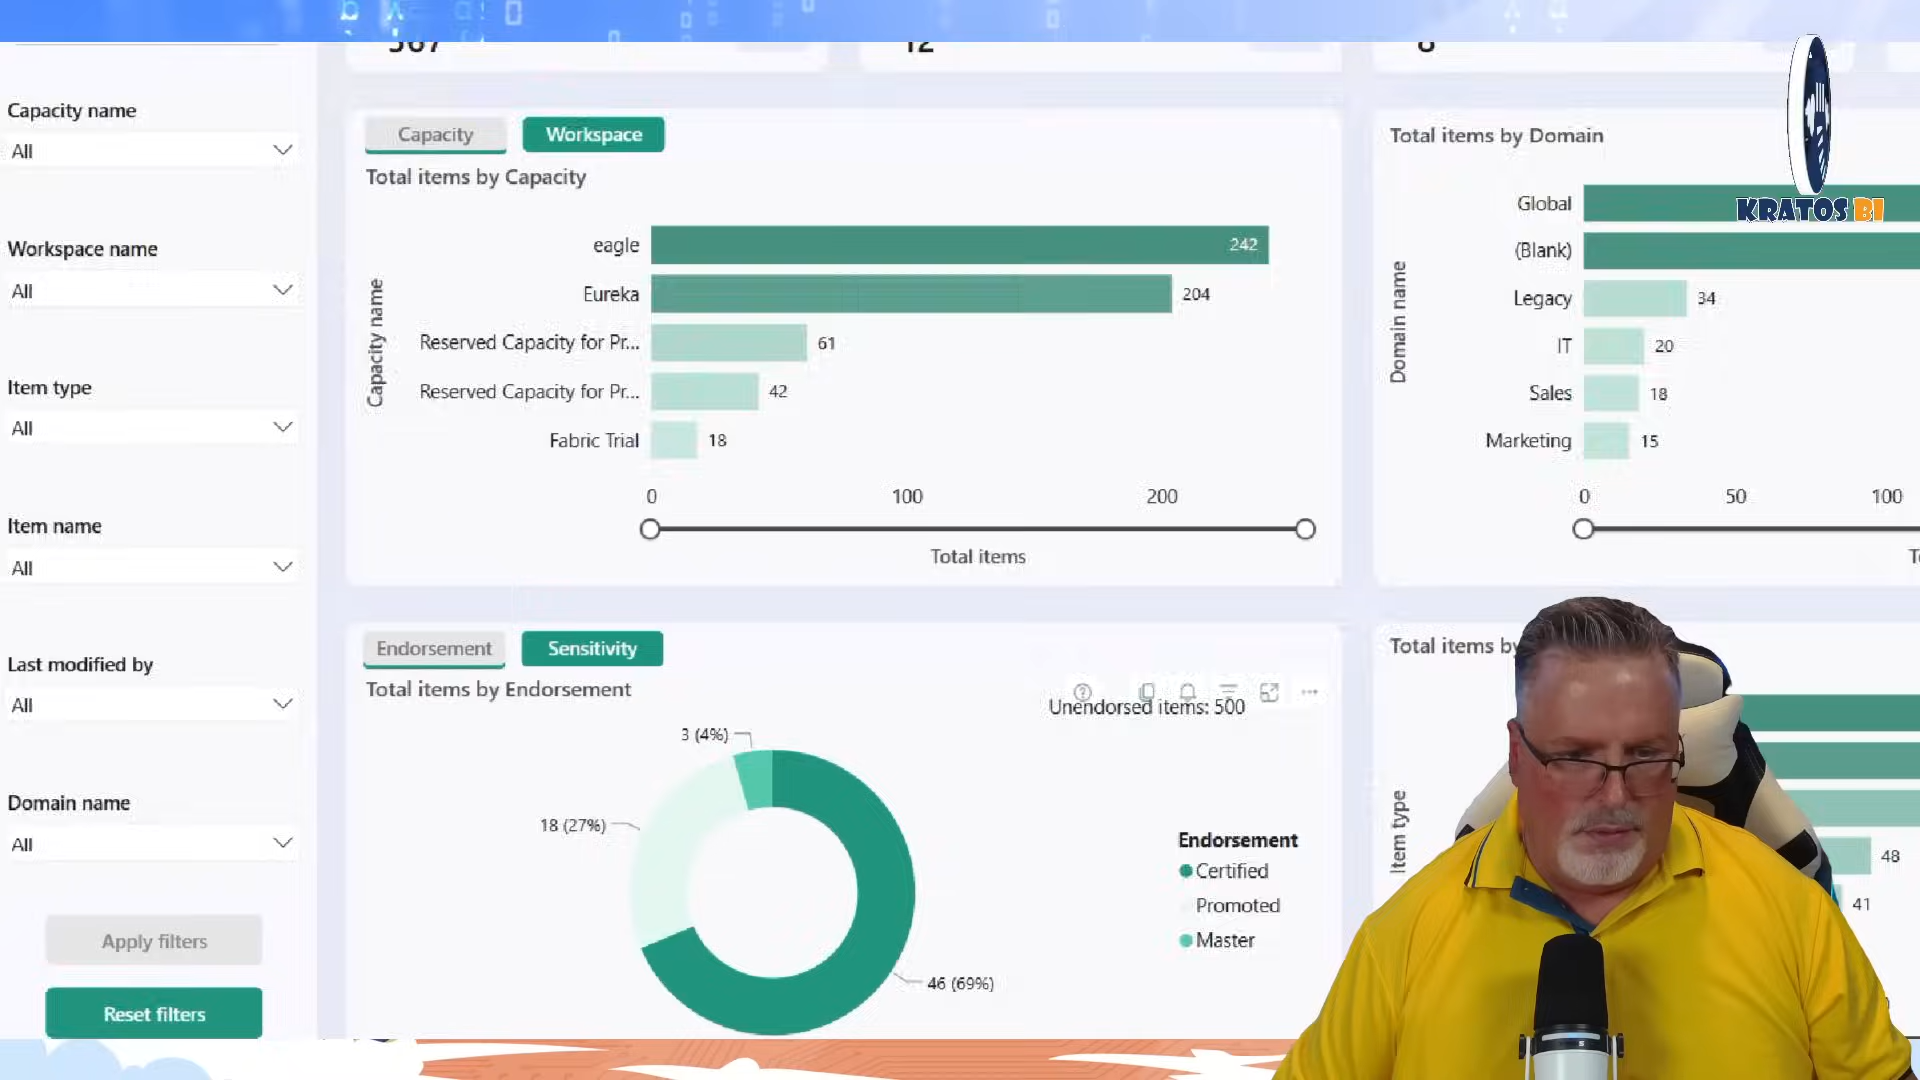 567
12
8
Capacity name
All
Workspace name
All
Item type
All
Item name
All
Last modified by
All
Domain name
All
Apply filters
Reset filters
Capacity
Workspace
Total items by Capacity
Capacity name
eagle
242
Eureka
204
Reserved Capacity for Pr...
61
Reserved Capacity for Pr...
42
Fabric Trial
18
0
100
200
Total items
Total items by Domain
KRATOS BI
Domain name
Global
(Blank)
Legacy
34
IT
20
Sales
18
Marketing
15
0
50
100
Endorsement
Sensitivity
Total items by Endorsement
Unendorsed items: 500
3 (4%)
18 (27%)
46 (69%)
Endorsement
Certified
Promoted
Master
Total items by
Item type
48
41